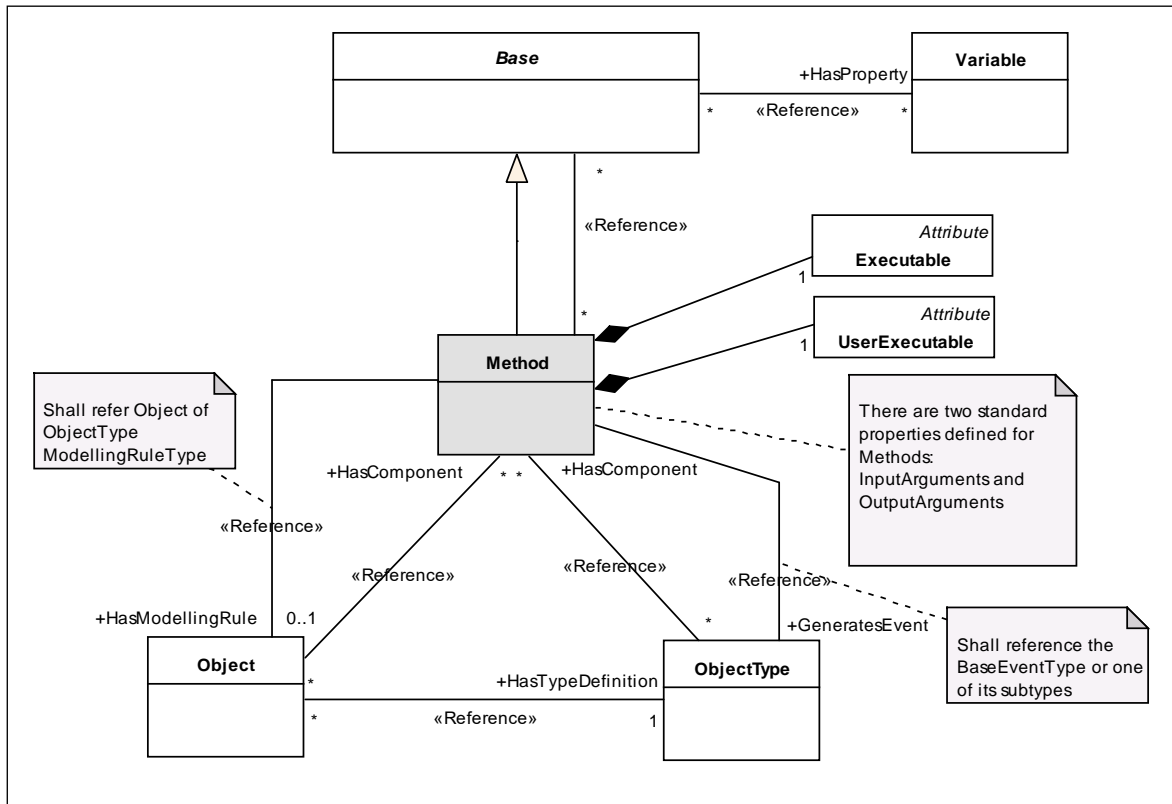 Base
Variable
+HasProperty
*
«Reference»
*
*
«Reference»
*
Attribute
Executable
1
Attribute
UserExecutable
1
Method
Shall refer Object of
ObjectType
ModellingRuleType
There are two standard
properties defined for
Methods:
InputArguments and
OutputArguments
+HasComponent
* *
+HasComponent
«Reference»
«Reference»
«Reference»
«Reference»
+HasModellingRule
0..1
*
+GeneratesEvent
Shall reference the
BaseEventType or one
of its subtypes
Object
*
+HasTypeDefinition
ObjectType
*
«Reference»
1